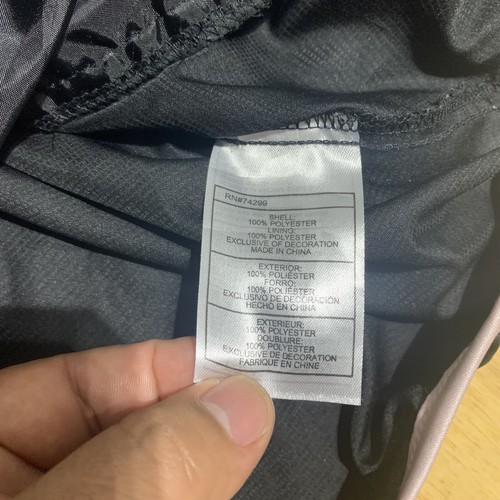 RN#74299
SHELL:
100% POLYESTER
LINING:
100% POLYESTER
EXCLUSIVE OF DECORATION
MADE IN CHINA
EXTERIOR:
100% POLIÉSTER
FORRO:
100% POLIÉSTER
EXCLUSIVO DE DECORACIÓN
HECHO EN CHINA
EXTERIEUR:
100% POLYESTER
DOUBLURE:
100% POLYESTER
EXCLUSIVE DE DECORATION
FABRIQUE EN CHINE